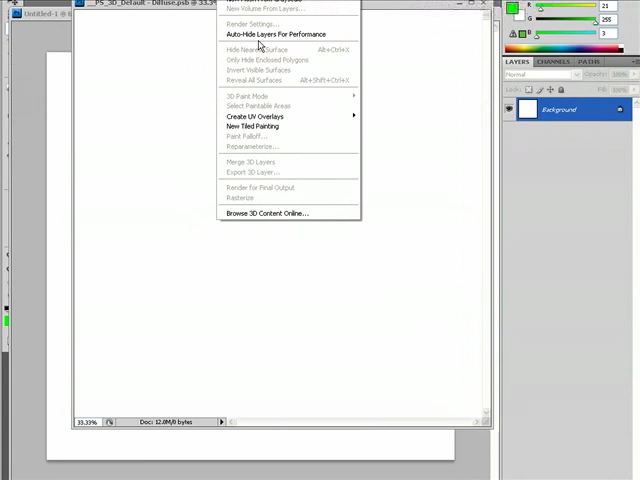 __PS_3D_Default - Diffuse.psb @ 33.3%
Untitled-1 @
New Volume From Layers...
Render Settings...
Auto-Hide Layers For Performance
Hide Nearest Surface Alt+Ctrl+X
Only Hide Enclosed Polygons
Invert Visible Surfaces
Reveal All Surfaces Alt+Shift+Ctrl+X
3D Paint Mode
Select Paintable Areas
Create UV Overlays
New Tiled Painting
Paint Falloff...
Reparameterize...
Merge 3D Layers
Export 3D Layer...
Render for Final Output
Rasterize
Browse 3D Content Online...
33.33% Doc: 12.0M/0 bytes
R 21
G 255
B 3
LAYERS CHANNELS PATHS
Normal Opacity: 100%
Lock: Fill: 100%
Background